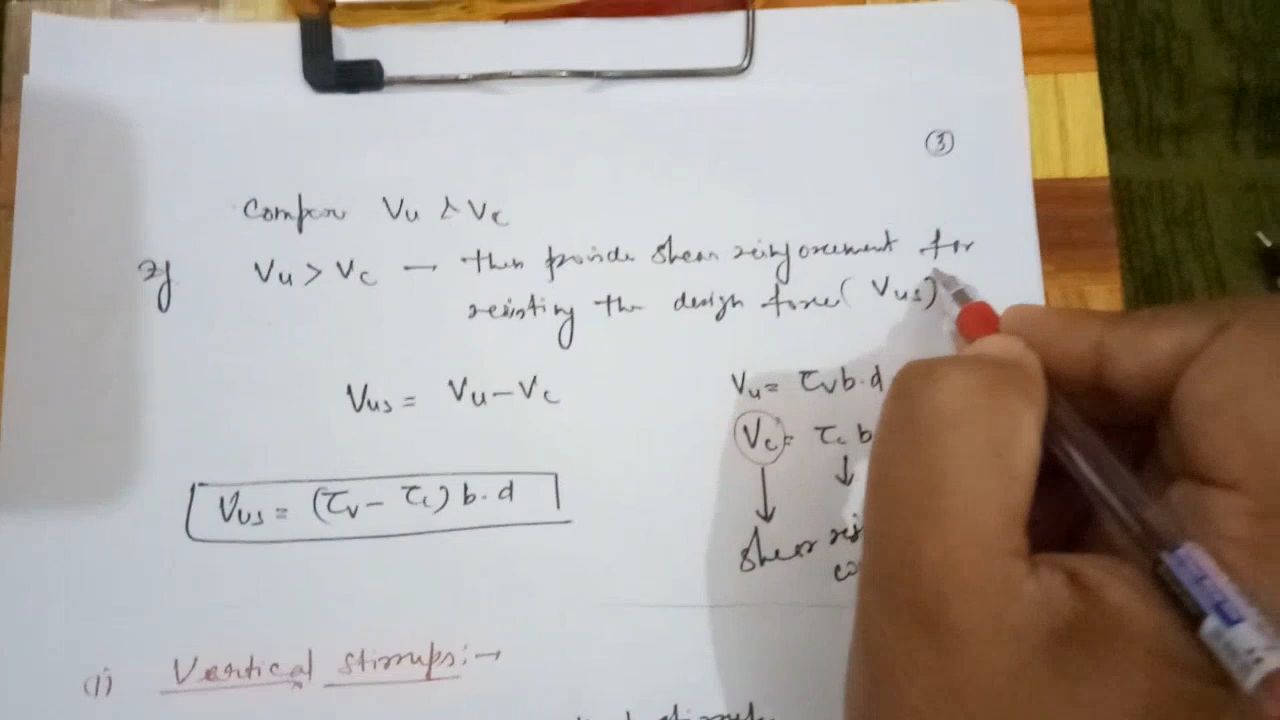 ③
Compare Vu & Vc
If Vu > Vc → then provide shear reinforcement for
resisting the design force (Vus)
Vus = Vu - Vc
Vu = τv b.d
Vc = τc b
↓ ↓
Shear
Vus = (τv - τc) b.d
(i) Vertical stirrups:→